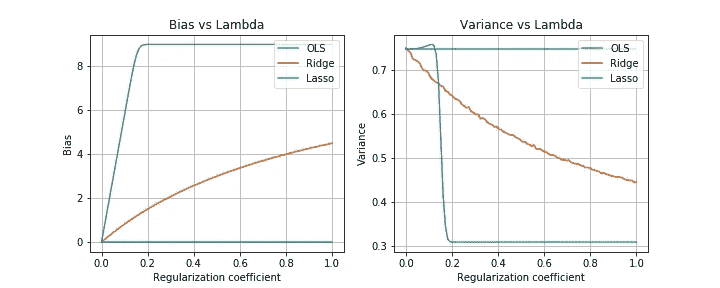 Bias vs Lambda
OLS
Ridge
Lasso
8
6
4
2
0
Bias
0.0 0.2 0.4 0.6 0.8 1.0
Regularization coefficient
Variance vs Lambda
OLS
Ridge
Lasso
0.7
0.6
0.5
0.4
0.3
Variance
0.0 0.2 0.4 0.6 0.8 1.0
Regularization coefficient